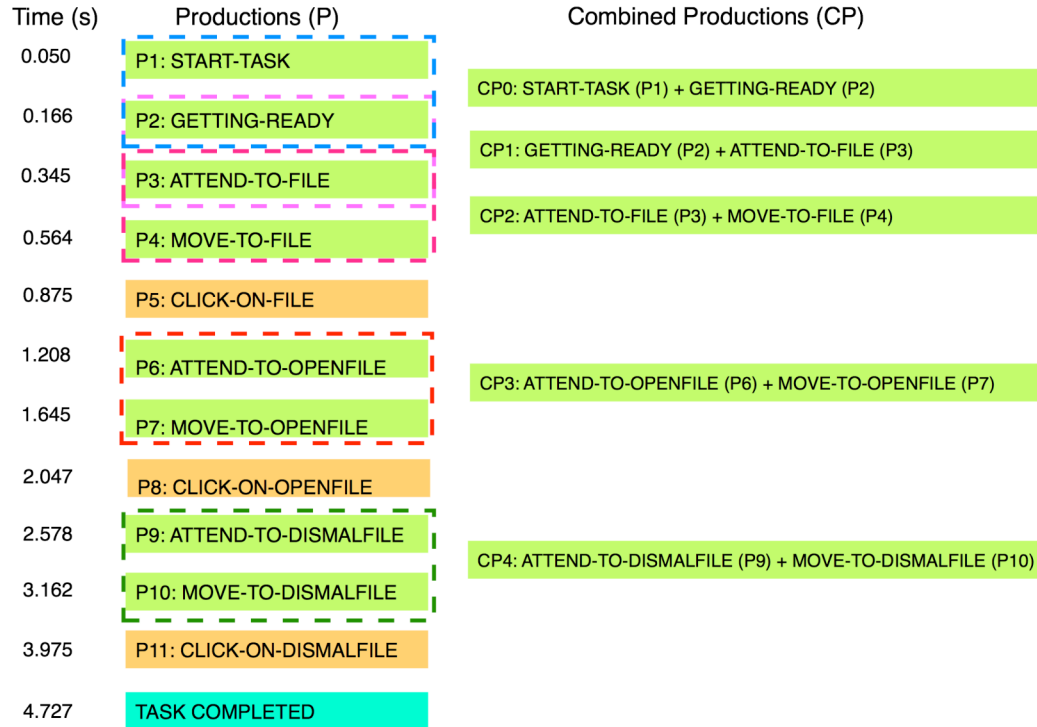 Time (s) Productions (P) Combined Productions (CP)
0.050 P1: START-TASK
CP0: START-TASK (P1) + GETTING-READY (P2)
0.166 P2: GETTING-READY
CP1: GETTING-READY (P2) + ATTEND-TO-FILE (P3)
0.345 P3: ATTEND-TO-FILE
CP2: ATTEND-TO-FILE (P3) + MOVE-TO-FILE (P4)
0.564 P4: MOVE-TO-FILE
0.875 P5: CLICK-ON-FILE
1.208 P6: ATTEND-TO-OPENFILE
CP3: ATTEND-TO-OPENFILE (P6) + MOVE-TO-OPENFILE (P7)
1.645 P7: MOVE-TO-OPENFILE
2.047 P8: CLICK-ON-OPENFILE
2.578 P9: ATTEND-TO-DISMALFILE
CP4: ATTEND-TO-DISMALFILE (P9) + MOVE-TO-DISMALFILE (P10)
3.162 P10: MOVE-TO-DISMALFILE
3.975 P11: CLICK-ON-DISMALFILE
4.727 TASK COMPLETED